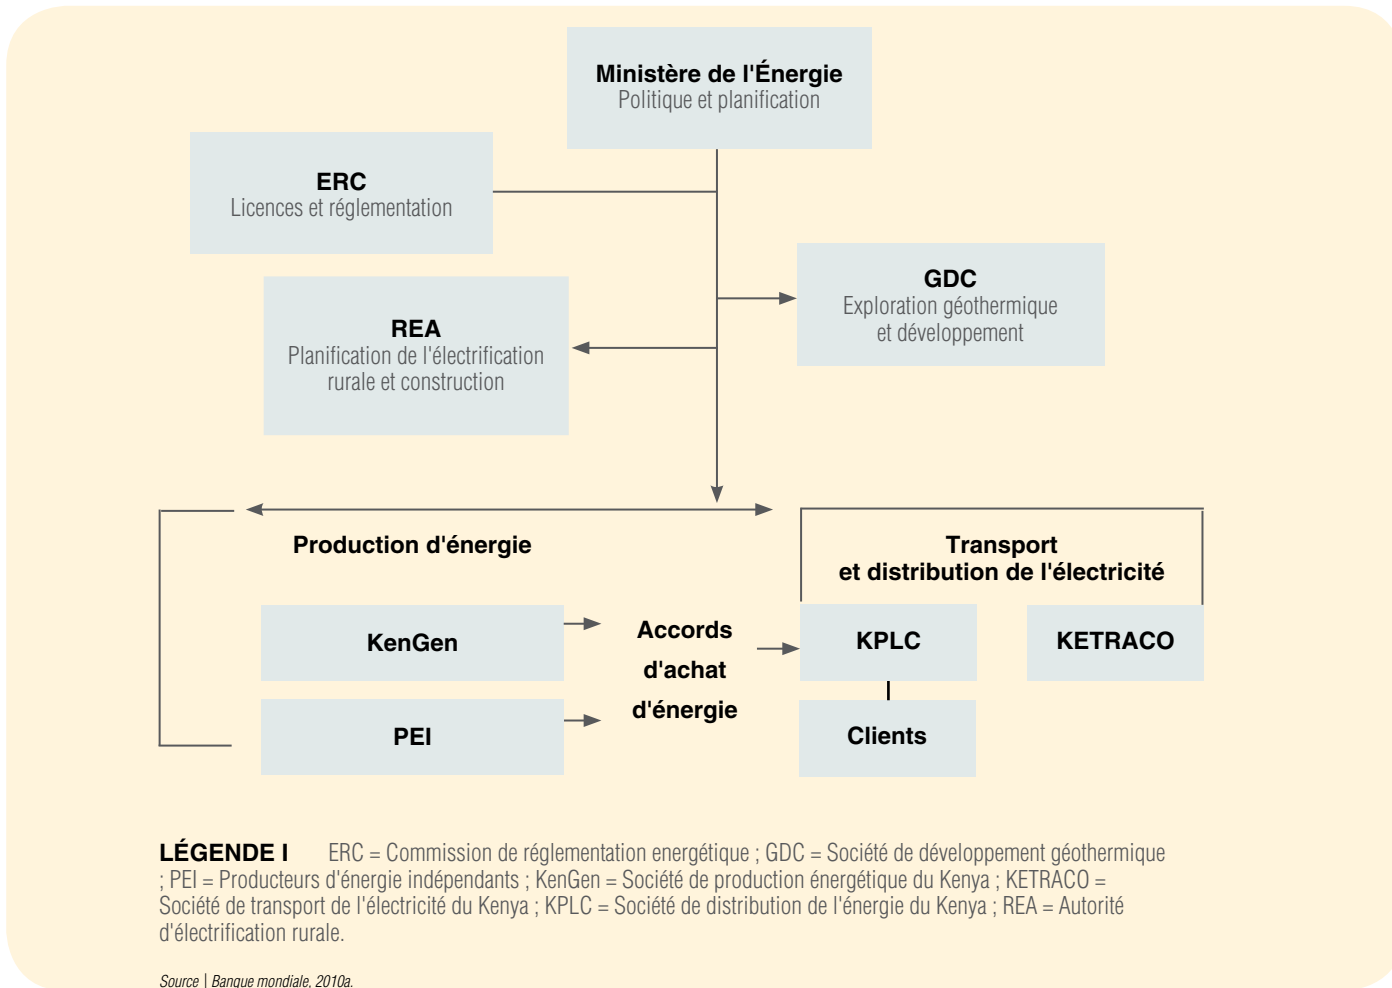 Ministère de l'Énergie
Politique et planification
ERC
Licences et réglementation
GDC
Exploration géothermique
et développement
REA
Planification de l'électrification
rurale et construction
Production d'énergie
Transport
et distribution de l'électricité
KenGen
Accords
d'achat
d'énergie
KPLC
KETRACO
PEI
Clients
LÉGENDE I ERC = Commission de réglementation energétique ; GDC = Société de développement géothermique
; PEI = Producteurs d'énergie indépendants ; KenGen = Société de production énergétique du Kenya ; KETRACO =
Société de transport de l'électricité du Kenya ; KPLC = Société de distribution de l'énergie du Kenya ; REA = Autorité
d'électrification rurale.
Source | Banque mondiale, 2010a.